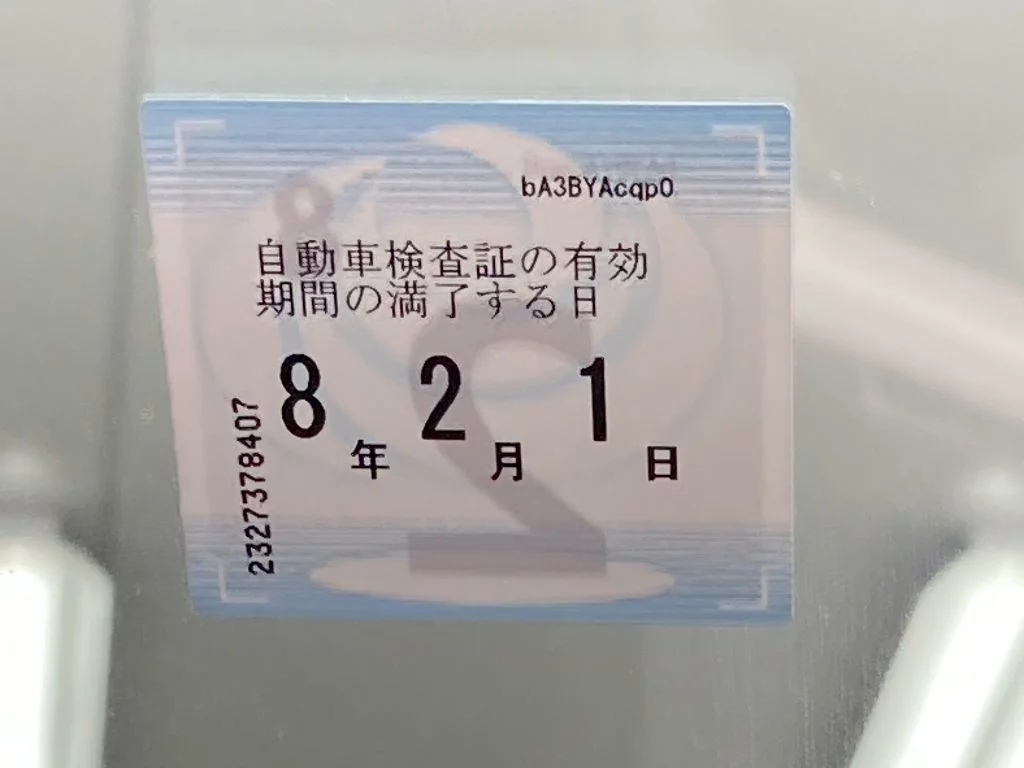 bA3BYAcqp0
自動車検査証の有効
期間の満了する日
8年 2月 1日
2327378407